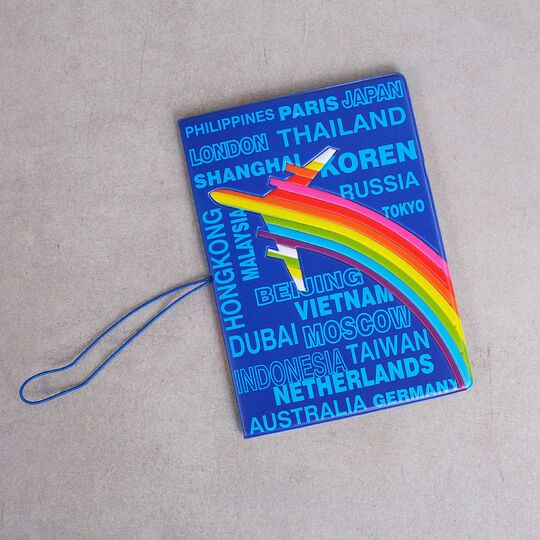 PHILIPPINES PARIS JAPAN
LONDON THAILAND
SHANGHAI KOREN
RUSSIA
TOKYO
HONGKONG
MALAYSIA
BEIJING
VIETNAM
DUBAI MOSCOW
INDONESIA TAIWAN
NETHERLANDS
AUSTRALIA GERMANY